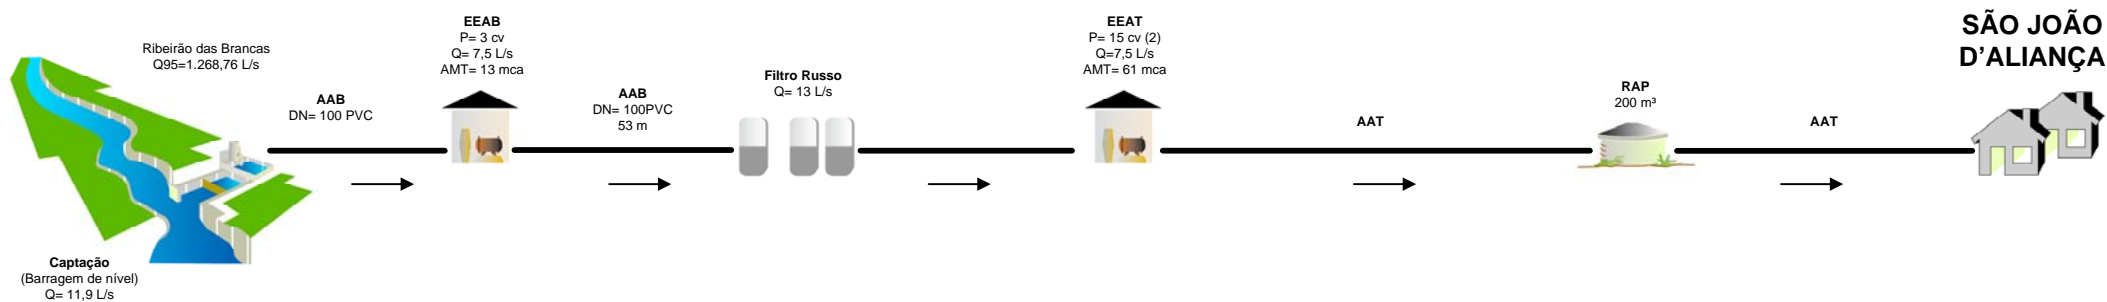 Ribeirão das Brancas
Q95=1.268,76 L/s
Captação
(Barragem de nível)
Q= 11,9 L/s
AAB
DN= 100 PVC
EEAB
P= 3 cv
Q= 7,5 L/s
AMT= 13 mca
AAB
DN= 100PVC
53 m
Filtro Russo
Q= 13 L/s
EEAT
P= 15 cv (2)
Q=7,5 L/s
AMT= 61 mca
AAT
RAP
200 m³
AAT
SÃO JOÃO
D'ALIANÇA